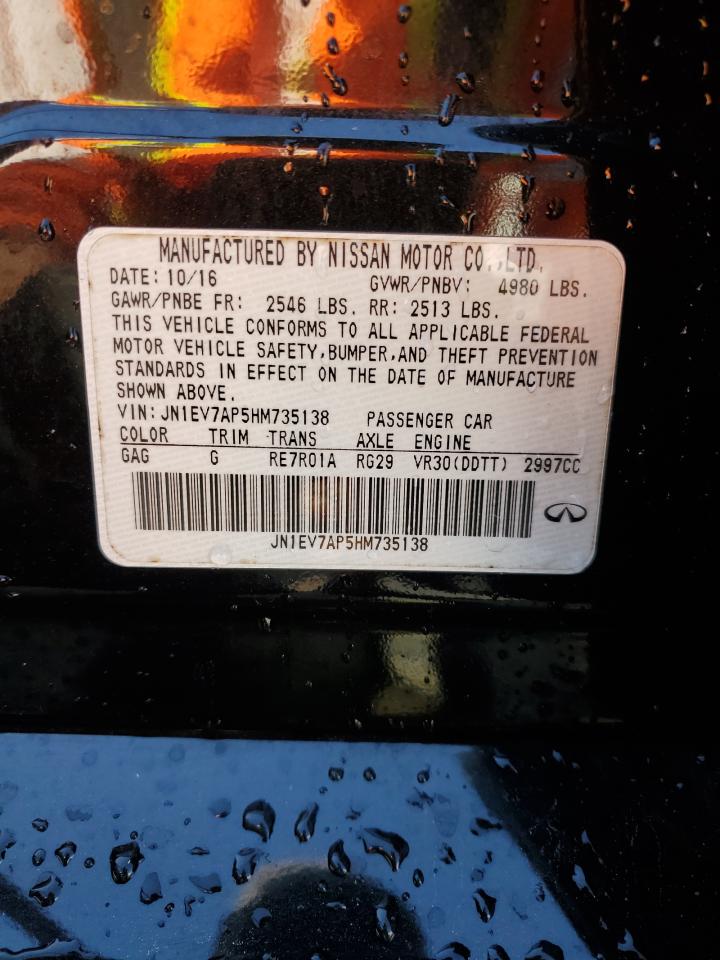 MANUFACTURED BY NISSAN MOTOR CO.,LTD.
DATE: 10/16 GVWR/PNBV: 4980 LBS.
GAWR/PNBE FR: 2546 LBS. RR: 2513 LBS.
THIS VEHICLE CONFORMS TO ALL APPLICABLE FEDERAL
MOTOR VEHICLE SAFETY,BUMPER,AND THEFT PREVENTION
STANDARDS IN EFFECT ON THE DATE OF MANUFACTURE
SHOWN ABOVE.
VIN: JN1EV7AP5HM735138 PASSENGER CAR
COLOR TRIM TRANS AXLE ENGINE
GAG G RE7R01A RG29 VR30(DDTT) 2997CC
JN1EV7AP5HM735138